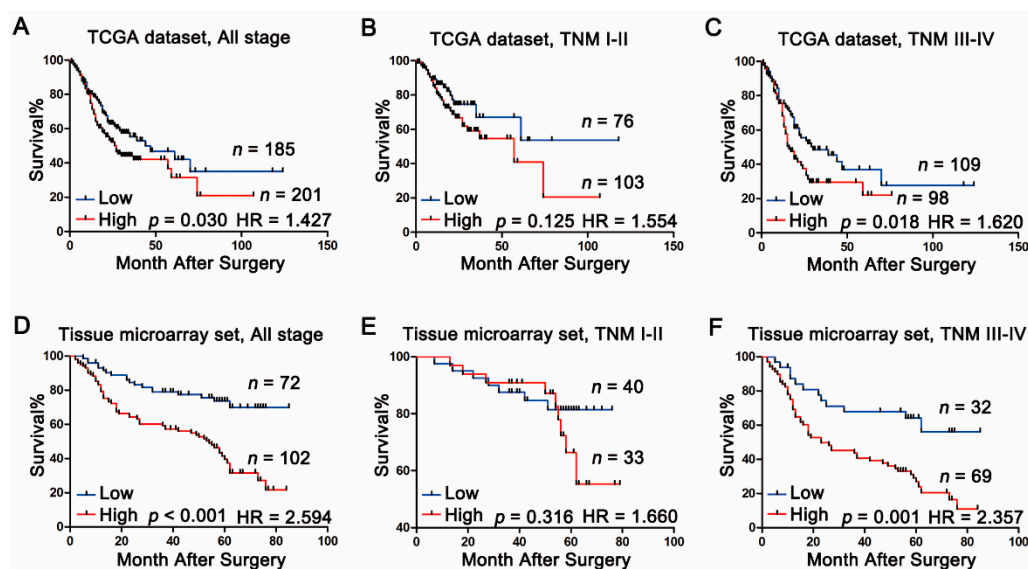 A
TCGA dataset, All stage
Survival%
100
80
60
40
20
0
n = 185
n = 201
Low
High
p = 0.030 HR = 1.427
0 50 100 150
Month After Surgery
B
TCGA dataset, TNM I-II
Survival%
100
80
60
40
20
0
n = 76
n = 103
Low
High
p = 0.125 HR = 1.554
0 50 100 150
Month After Surgery
C
TCGA dataset, TNM III-IV
Survival%
100
80
60
40
20
0
n = 109
n = 98
Low
High
p = 0.018 HR = 1.620
0 50 100 150
Month After Surgery
D
Tissue microarray set, All stage
Survival%
100
80
60
40
20
0
n = 72
n = 102
Low
High
p < 0.001 HR = 2.594
0 20 40 60 80 100
Month After Surgery
E
Tissue microarray set, TNM I-II
Survival%
100
80
60
40
n = 40
n = 33
Low
High
p = 0.316 HR = 1.660
0 20 40 60 80 100
Month After Surgery
F
Tissue microarray set, TNM III-IV
Survival%
100
80
60
40
20
0
n = 32
n = 69
Low
High
p = 0.001 HR = 2.357
0 20 40 60 80 100
Month After Surgery